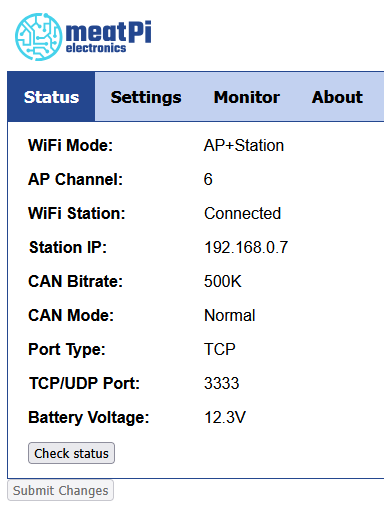 meatPi
electronics
Status Settings Monitor About
WiFi Mode: AP+Station
AP Channel: 6
WiFi Station: Connected
Station IP: 192.168.0.7
CAN Bitrate: 500K
CAN Mode: Normal
Port Type: TCP
TCP/UDP Port: 3333
Battery Voltage: 12.3V
Check status
Submit Changes